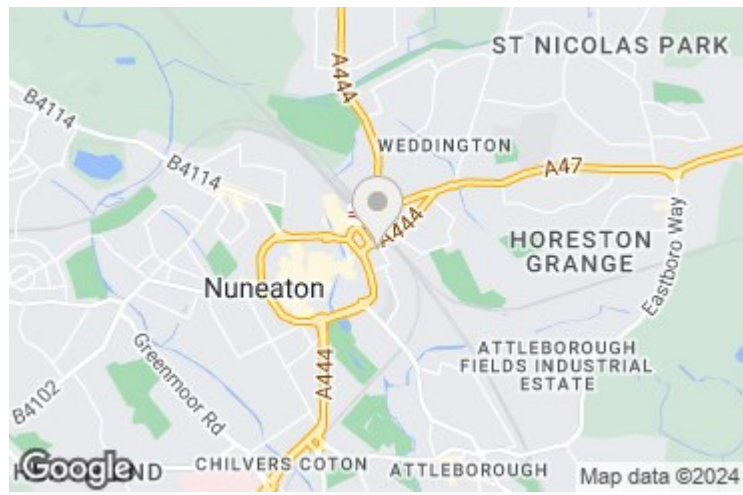 ST NICOLAS PARK
A444
B4114
WEDDINGTON
A47
B4114
A444
HORESTON
GRANGE
Eastboro Way
Nuneaton
ATTLEBOROUGH
FIELDS INDUSTRIAL
ESTATE
A444
Greenmoor Rd
B4102
CHILVERS COTON
ATTLEBOROUGH
Google
Map data ©2024